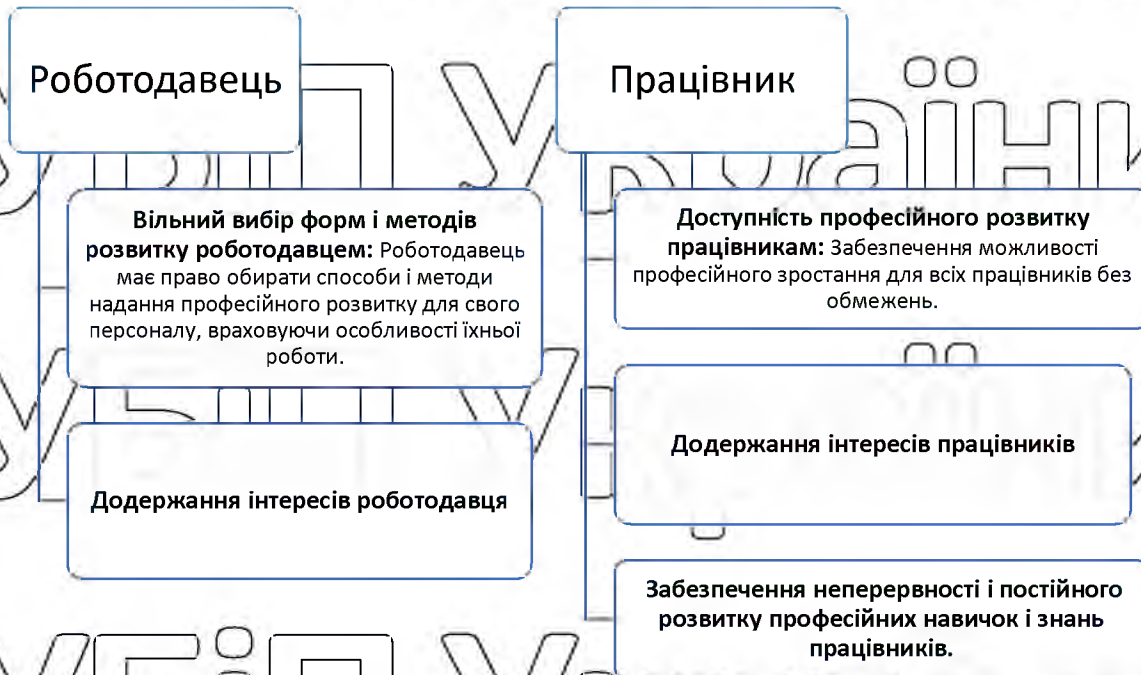 Роботодавець
Вільний вибір форм і методів
розвитку роботодавцем: Роботодавець
має право обирати способи і методи
надання професійного розвитку для свого
персоналу, враховуючи особливості їхньої
роботи.
Додержання інтересів роботодавця
Працівник
Доступність професійного розвитку
працівникам: Забезпечення можливості
професійного зростання для всіх працівників без
обмежень.
Додержання інтересів працівників
Забезпечення неперервності і постійного
розвитку професійних навичок і знань
працівників.